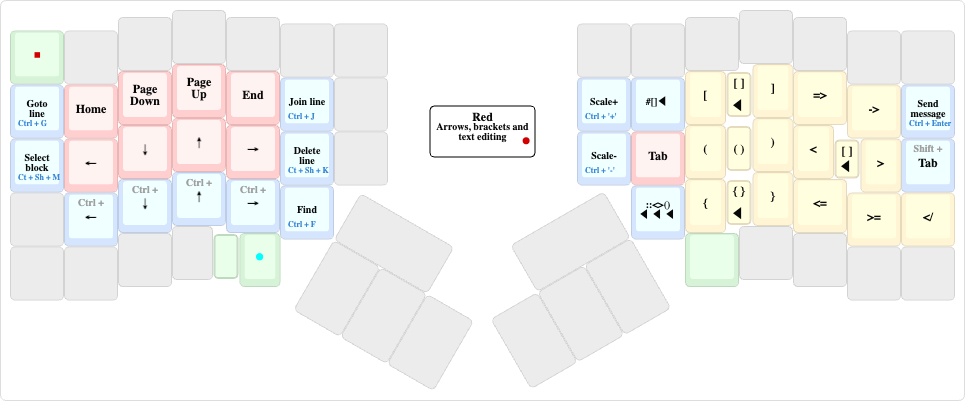 Page
Up
Page
Down
Home
End
Goto
line
Ctrl + G
Join line
Ctrl + J
Red
Arrows, brackets and
text editing
Scale+
Ctrl + '+'
#[]◀
[
[ ]
◀
]
=>
->
Send
message
Ctrl + Enter
Select
block
Ct + Sh + M
←
↓
↑
→
Delete
line
Ct + Sh + K
Scale-
Ctrl + '-'
Tab
(
( )
)
<
[ ]
◀
>
Shift +
Tab
Ctrl +
←
Ctrl +
↓
Ctrl +
↑
Ctrl +
→
Find
Ctrl + F
::<>()
◀ ◀ ◀
{
{ }
◀
}
<=
>=
</